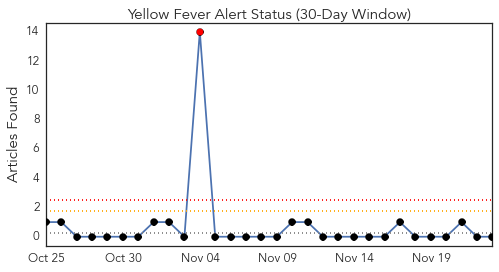 Yellow Fever Alert Status (30-Day Window)
Articles Found
14
12
10
8
6
4
2
0
Oct 25 Oct 30 Nov 04 Nov 09 Nov 14 Nov 19